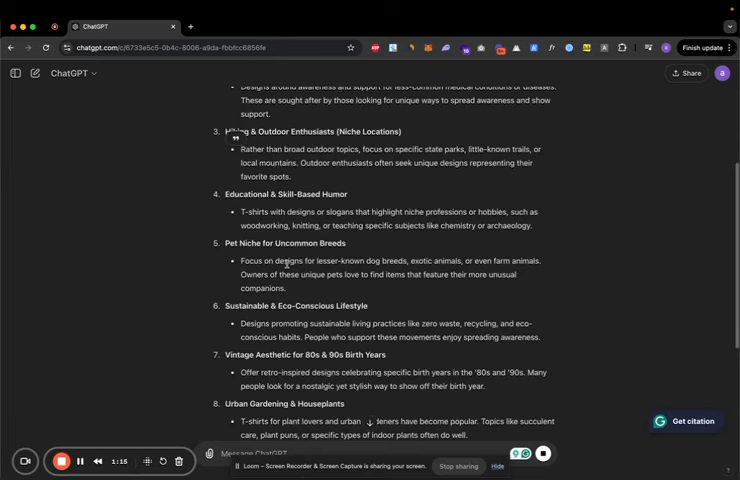 ChatGPT
chatgpt.com/c/6733e5c5-0b4c-8006-a9da-fbbfcc6856fe
Finish update
ChatGPT
Share
a
Designs around awareness and support for less-common medical conditions or diseases.
These are sought after by those looking for unique ways to spread awareness and show
support.
3. Hiking & Outdoor Enthusiasts (Niche Locations)
Rather than broad outdoor topics, focus on specific state parks, little-known trails, or
local mountains. Outdoor enthusiasts often seek unique designs representing their
favorite spots.
4. Educational & Skill-Based Humor
T-shirts with designs or slogans that highlight niche professions or hobbies, such as
woodworking, knitting, or teaching specific subjects like chemistry or archaeology.
5. Pet Niche for Uncommon Breeds
Focus on designs for lesser-known dog breeds, exotic animals, or even farm animals.
Owners of these unique pets love to find items that feature their more unusual
companions.
6. Sustainable & Eco-Conscious Lifestyle
Designs promoting sustainable living practices like zero waste, recycling, and eco-
conscious habits. People who support these movements enjoy spreading awareness.
7. Vintage Aesthetic for 80s & 90s Birth Years
Offer retro-inspired designs celebrating specific birth years in the '80s and '90s. Many
people look for a nostalgic yet stylish way to show off their birth year.
8. Urban Gardening & Houseplants
T-shirts for plant lovers and urban deners have become popular. Topics like succulent
care, plant puns, or specific types of indoor plants often do well.
Get citation
Message ChatGPT
1:15
Loom – Screen Recorder & Screen Capture is sharing your screen.
Stop sharing
Hide